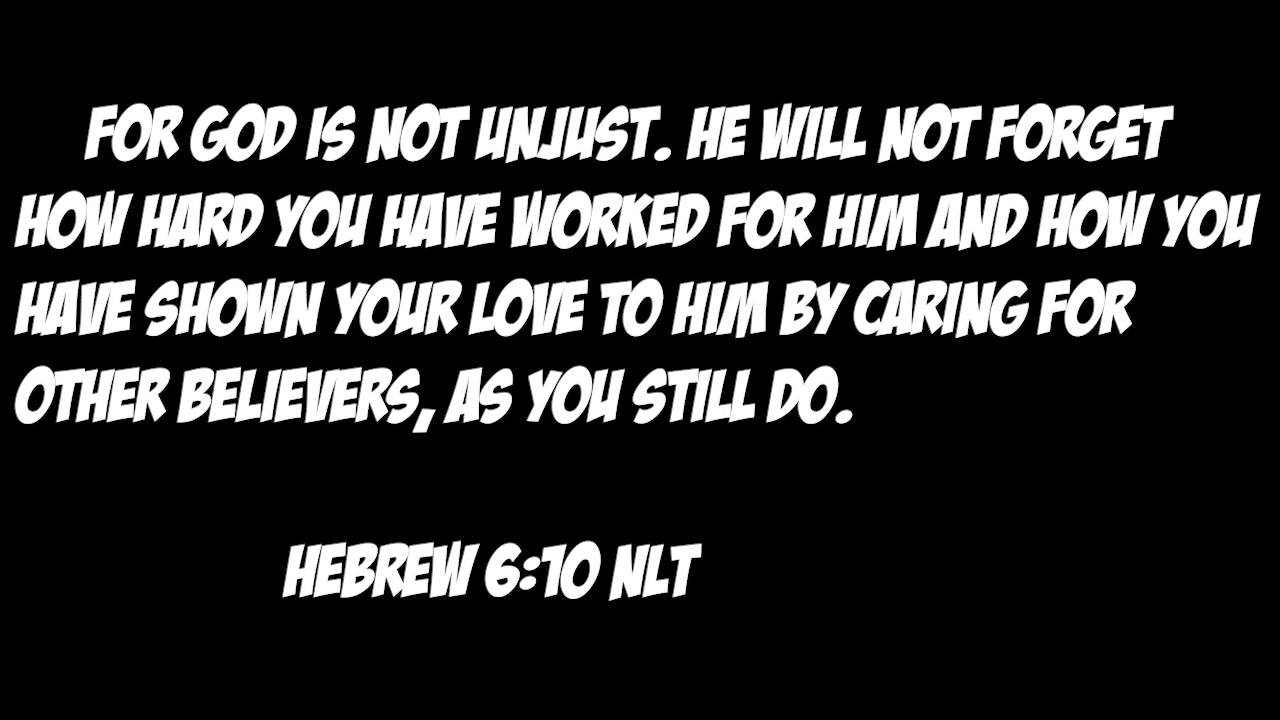 FOR GOD IS NOT UNJUST. HE WILL NOT FORGET
HOW HARD YOU HAVE WORKED FOR HIM AND HOW YOU
HAVE SHOWN YOUR LOVE TO HIM BY CARING FOR
OTHER BELIEVERS, AS YOU STILL DO.
HEBREW 6:10 NLT